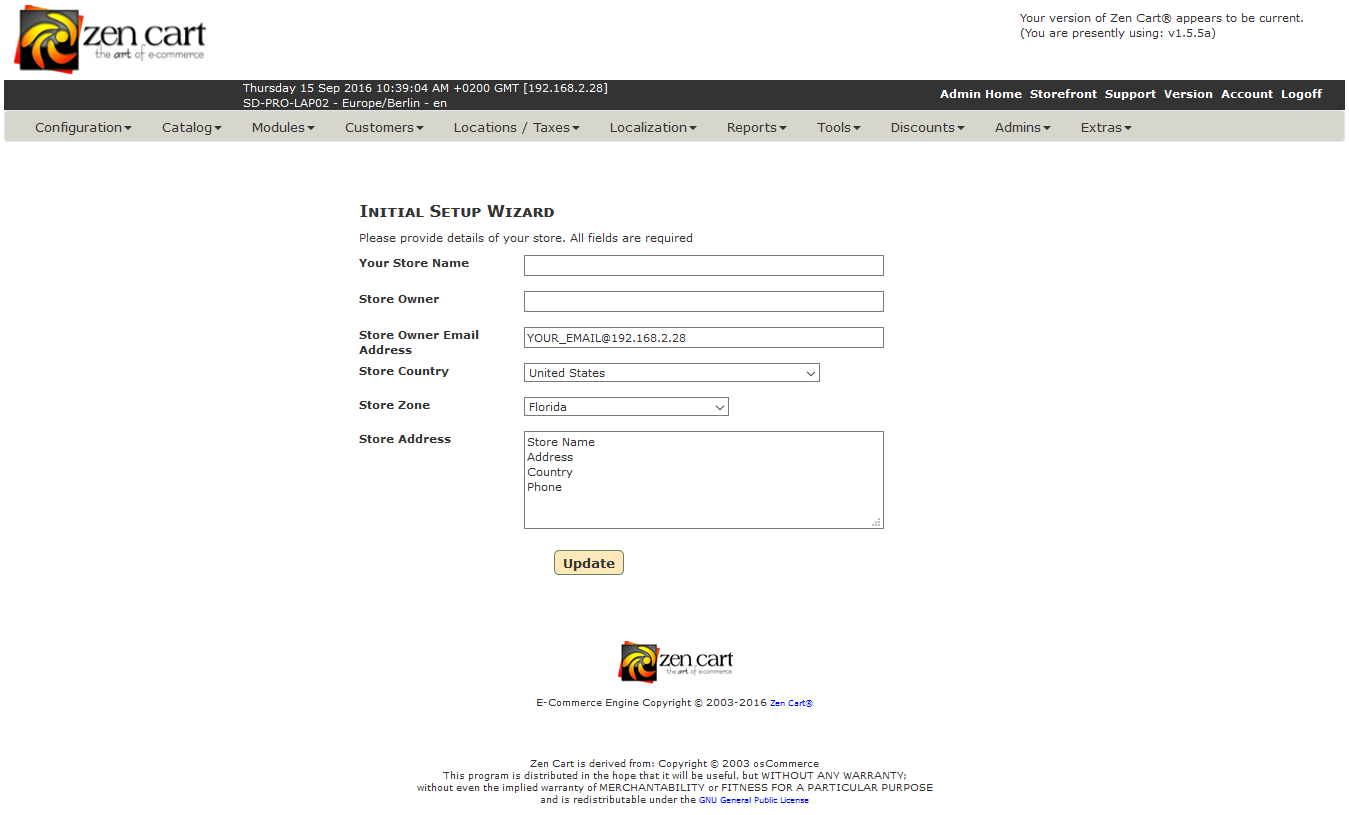 zen cart
the art of e-commerce
Your version of Zen Cart® appears to be current.
(You are presently using: v1.5.5a)
Thursday 15 Sep 2016 10:39:04 AM +0200 GMT [192.168.2.28]
SD-PRO-LAP02 - Europe/Berlin - en
Admin Home Storefront Support Version Account Logoff
Configuration Catalog Modules Customers Locations / Taxes Localization Reports Tools Discounts Admins Extras
Initial Setup Wizard
Please provide details of your store. All fields are required
Your Store Name
Store Owner
Store Owner Email
Address
YOUR_EMAIL@192.168.2.28
Store Country
United States
Store Zone
Florida
Store Address
Store Name
Address
Country
Phone
Update
zen cart
the art of e-commerce
E-Commerce Engine Copyright © 2003-2016 Zen Cart®
Zen Cart is derived from: Copyright © 2003 osCommerce
This program is distributed in the hope that it will be useful, but WITHOUT ANY WARRANTY;
without even the implied warranty of MERCHANTABILITY or FITNESS FOR A PARTICULAR PURPOSE
and is redistributable under the GNU General Public License